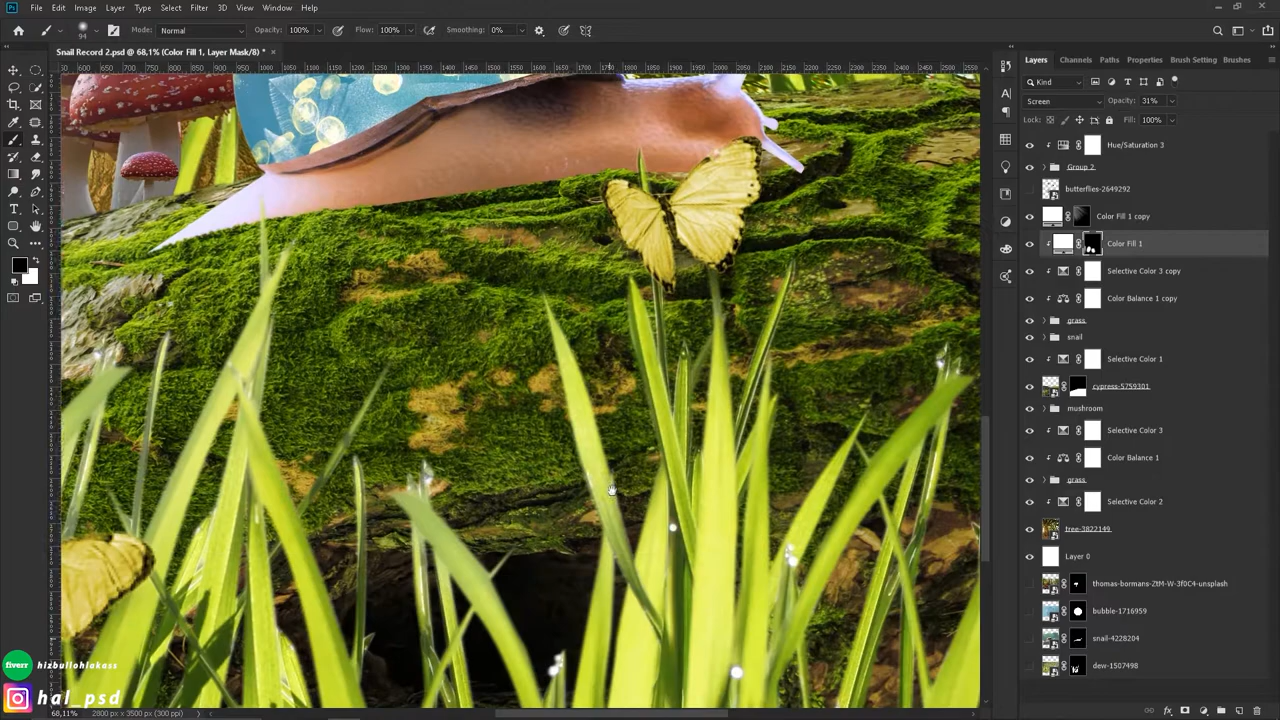 Ps File Edit Image Layer Type Select Filter 3D View Window Help
94 Mode: Normal Opacity: 100% Flow: 100% Smoothing: 0%
Snail Record 2.psd @ 68,1% (Color Fill 1, Layer Mask/8) * ×
Layers Channels Paths Properties Brush Setting Brushes
Kind
Screen Opacity: 31%
Lock: Fill: 100%
Hue/Saturation 3
Group 2
butterflies-2649292
Color Fill 1 copy
Color Fill 1
Selective Color 3 copy
Color Balance 1 copy
grass
snail
Selective Color 1
cypress-5759301
mushroom
Selective Color 3
Color Balance 1
grass
Selective Color 2
tree-3822149
Layer 0
thomas-bormans-ZtM-W-3f0C4-unsplash
bubble-1716959
snail-4228204
dew-1507498
fiverr hizbullohlakass
hal_psd
68,11% 2800 px x 3500 px (300 ppi)